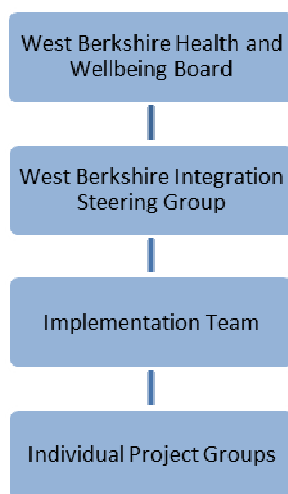 West Berkshire Health and
Wellbeing Board
West Berkshire Integration
Steering Group
Implementation Team
Individual Project Groups